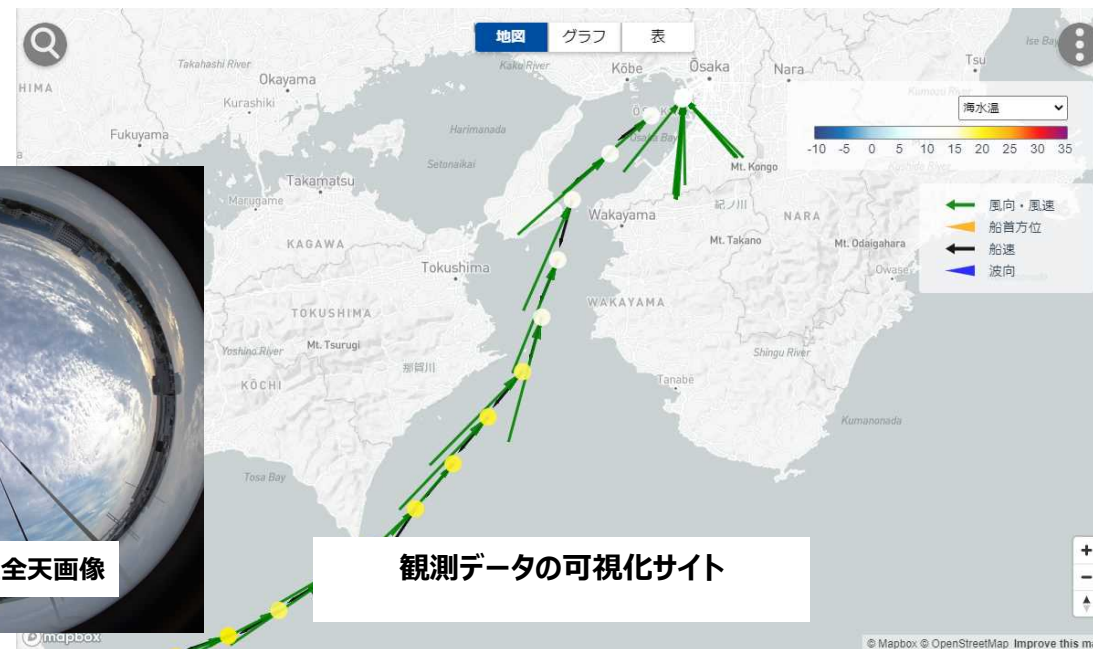 地図 グラフ 表
Takahashi River
Okayama
Kurashiki
Kako River
Kōbe
Ōsaka
Nara
Tsu
Ise Bay
HIMA
Fukuyama
Harimanada
Setonaikai
Takamatsu
Marugame
KAGAWA
Tokushima
TOKUSHIMA
Yoshino River
Mt. Tsurugi
那賀川
KŌCHI
Tosa Bay
Wakayama
紀ノ川
Mt. Kongo
NARA
Mt. Takano
Mt. Odaigahara
Owase
WAKAYAMA
Shingu River
Tanabe
Kumanonada
海水温
-10 -5 0 5 10 15 20 25 30 35
風向・風速
船首方位
船速
波向
全天画像
観測データの可視化サイト
mapbox
© Mapbox © OpenStreetMap Improve this ma